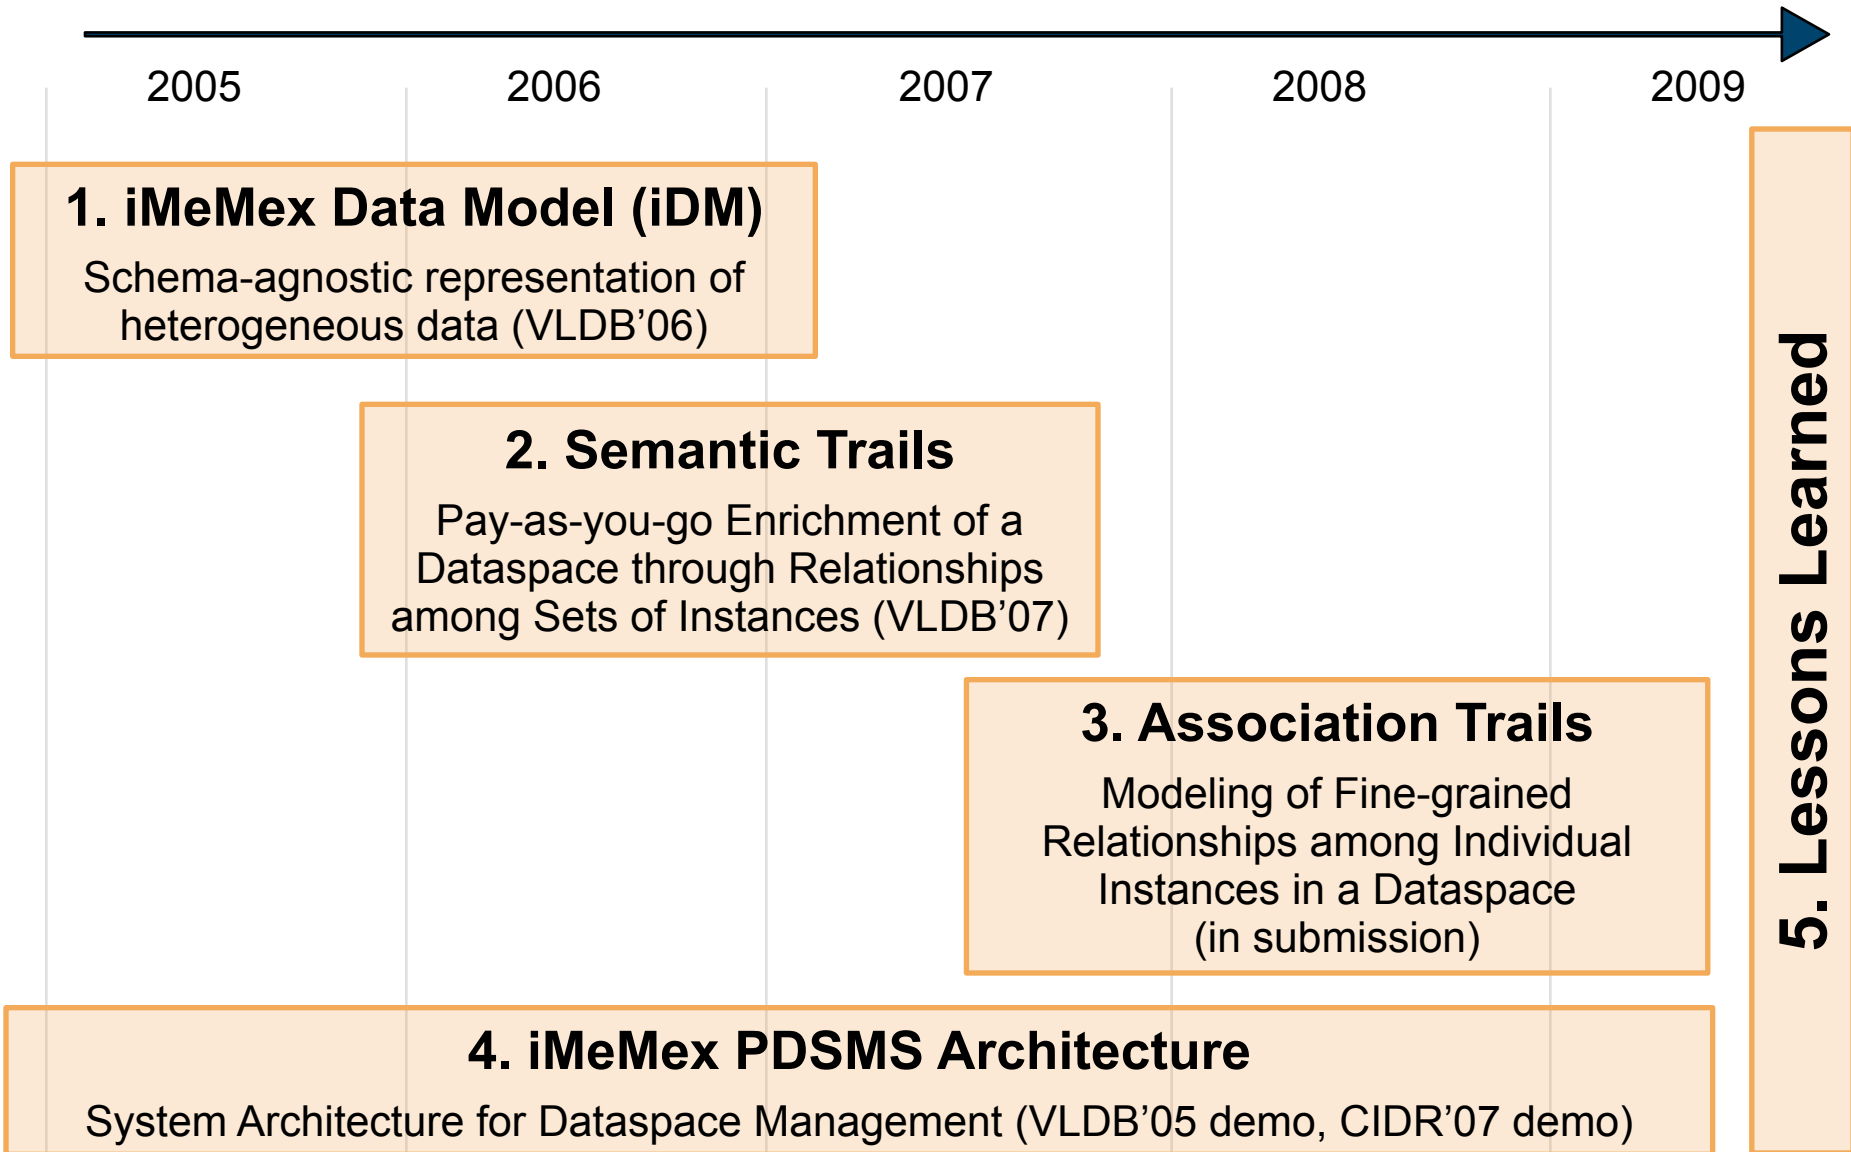 2005 2006 2007 2008 2009
1. iMeMex Data Model (iDM)
Schema-agnostic representation of
heterogeneous data (VLDB’06)
2. Semantic Trails
Pay-as-you-go Enrichment of a
Dataspace through Relationships
among Sets of Instances (VLDB’07)
3. Association Trails
Modeling of Fine-grained
Relationships among Individual
Instances in a Dataspace
(in submission)
4. iMeMex PDSMS Architecture
System Architecture for Dataspace Management (VLDB’05 demo, CIDR’07 demo)
5. Lessons Learned